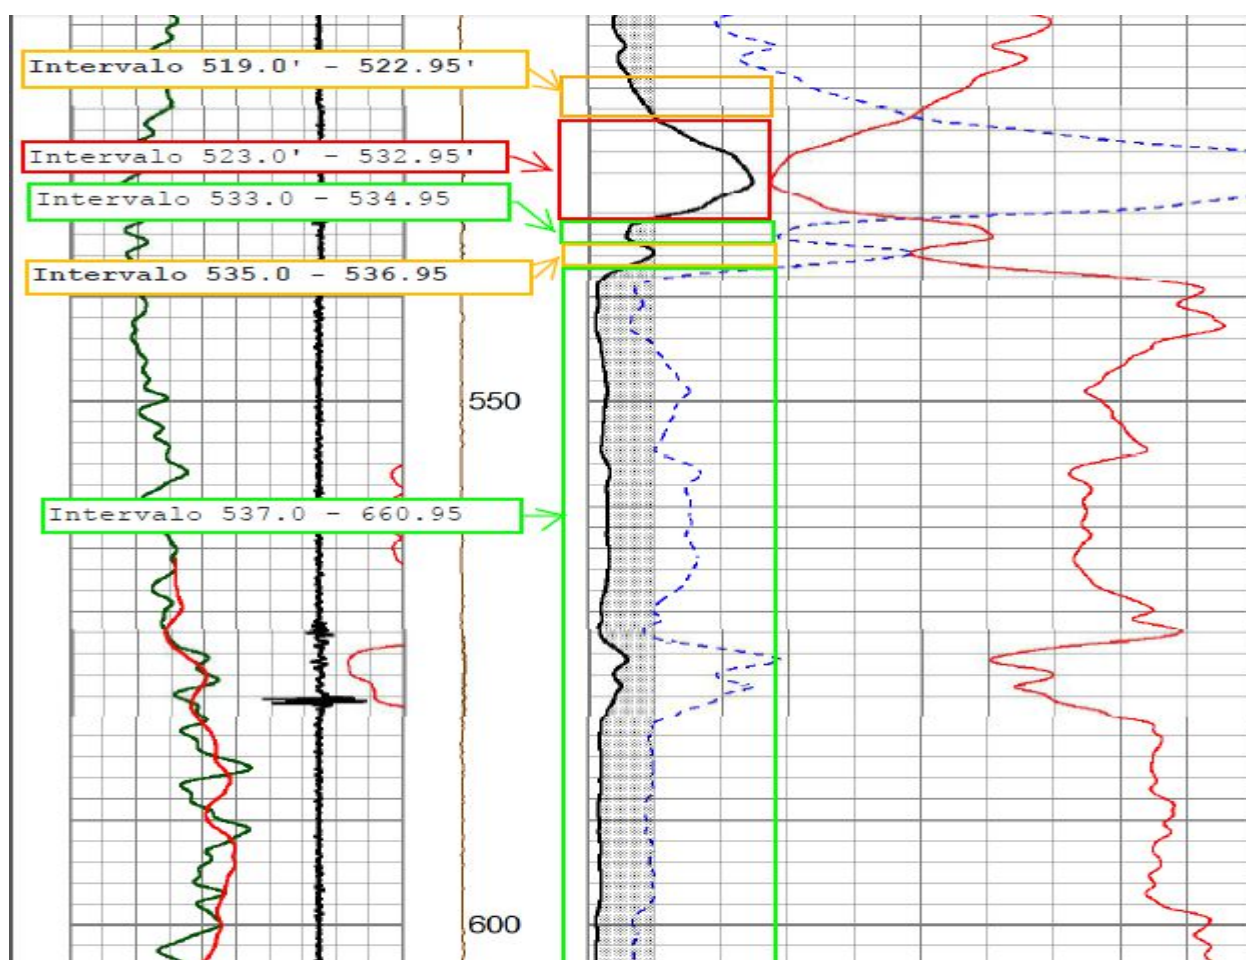 Intervalo 519.0' - 522.95'
Intervalo 523.0' - 532.95'
Intervalo 533.0 - 534.95
Intervalo 535.0 - 536.95
550
Intervalo 537.0 - 660.95
600